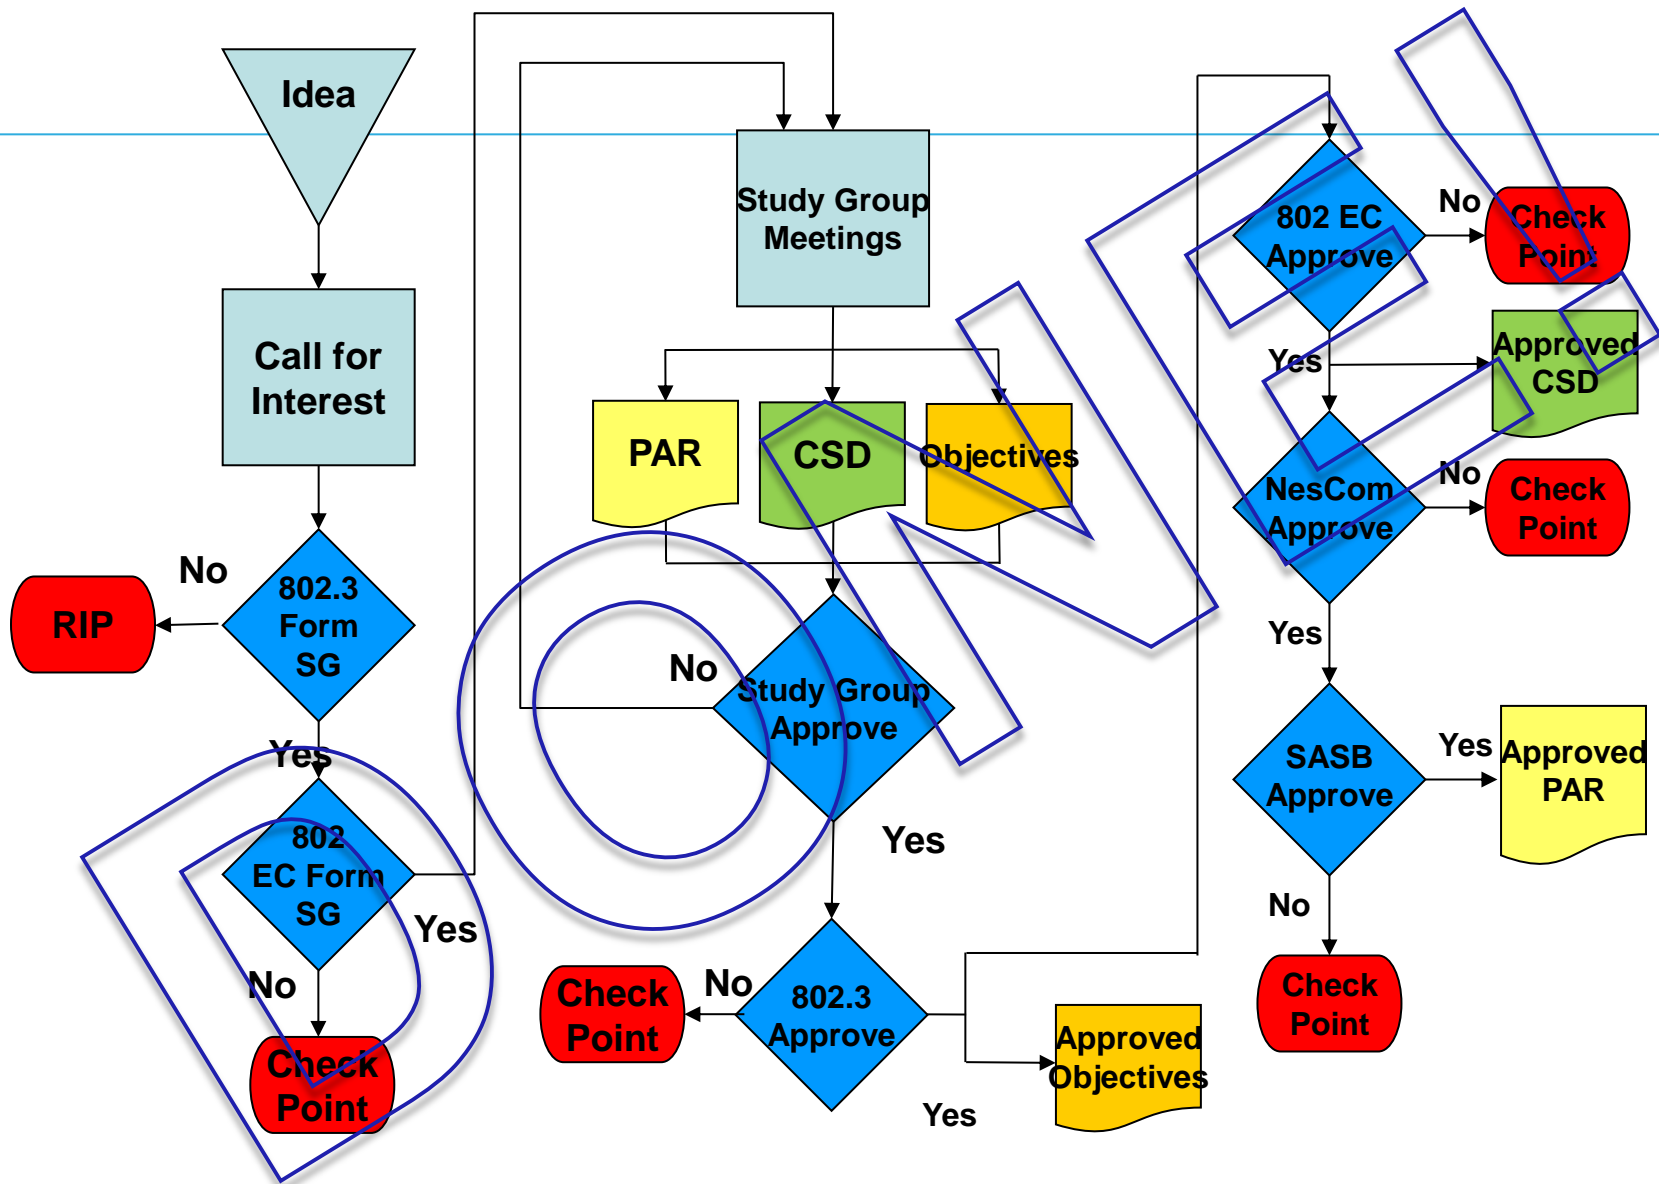 Idea
Call for
Interest
No
802.3
Form
SG
RIP
Yes
802
EC Form
SG
Yes
No
Check
Point
Study Group
Meetings
PAR
CSD
Objectives
No
Study Group
Approve
Yes
802.3
Approve
No
Check
Point
Yes
Approved
Objectives
802 EC
Approve
No
Check
Point
Yes
Approved
CSD
NesCom
Approve
No
Check
Point
Yes
SASB
Approve
Yes
Approved
PAR
No
Check
Point
DONE!